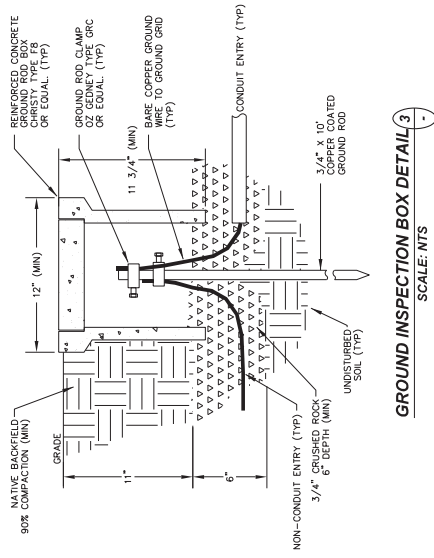 REINFORCED CONCRETE
GROUND ROD BOX
CHRISTY TYPE F8
OR EQUAL. (TYP)
GROUND ROD CLAMP
OZ GEDNEY TYPE GRC
OR EQUAL. (TYP)
BARE COPPER GROUND
WIRE TO GROUND GRID
(TYP)
CONDUIT ENTRY (TYP)
11 3/4" (MIN)
12" (MIN)
3/4" X 10'
COPPER COATED
GROUND ROD
NATIVE BACKFIELD
90% COMPACTION (MIN)
GRADE
11"
6"
UNDISTURBED
SOIL (TYP)
3/4" CRUSHED ROCK
6" DEPTH (MIN)
NON-CONDUIT ENTRY (TYP)
GROUND INSPECTION BOX DETAIL 3
-
SCALE: NTS